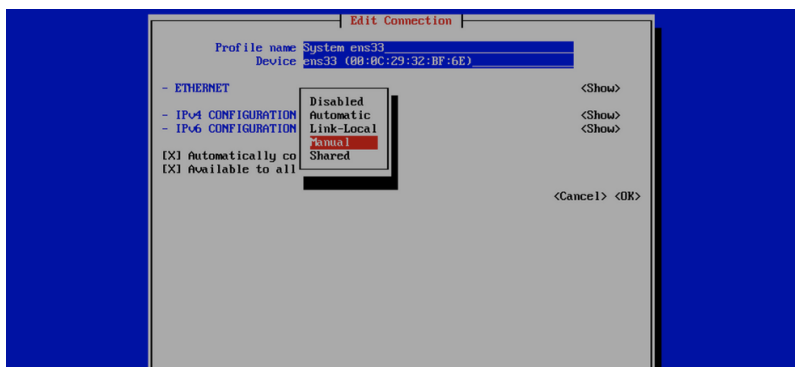 Edit Connection
Profile name System ens33
Device ens33 (00:0C:29:32:BF:6E)
- ETHERNET <Show>
Disabled
- IPv4 CONFIGURATION Automatic <Show>
- IPv6 CONFIGURATION Link-Local <Show>
Manual
[X] Automatically co Shared
[X] Available to all
<Cancel> <OK>